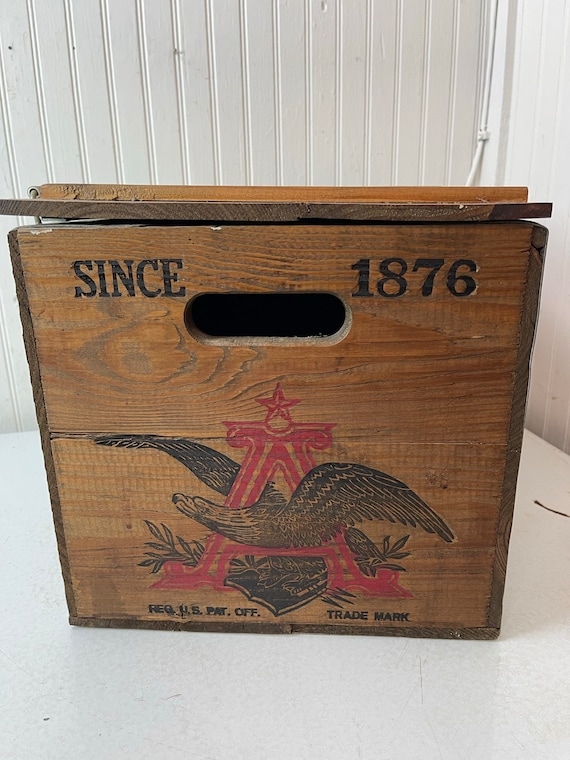 SINCE 1876
A
REG. U.S. PAT. OFF. TRADE MARK